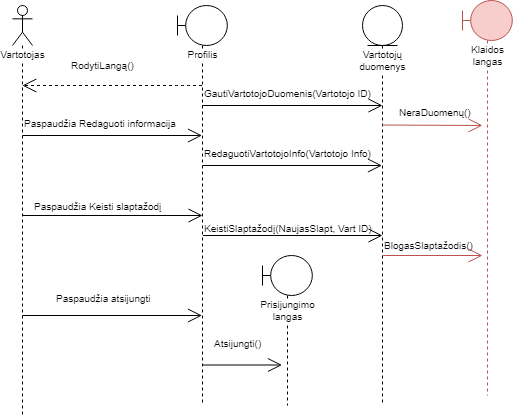 Vartotojas
Profilis
Vartotojų
duomenys
Klaidos
langas
RodytiLangą()
GautiVartotojoDuomenis(Vartotojo ID)
NeraDuomenų()
Paspaudžia Redaguoti informacija
RedaguotiVartotojoInfo(Vartotojo Info)
Paspaudžia Keisti slaptažodį
KeistiSlaptažodį(NaujasSlapt, Vart ID)
BlogasSlaptažodis()
Paspaudžia atsijungti
Prisijungimo
langas
Atsijungti()